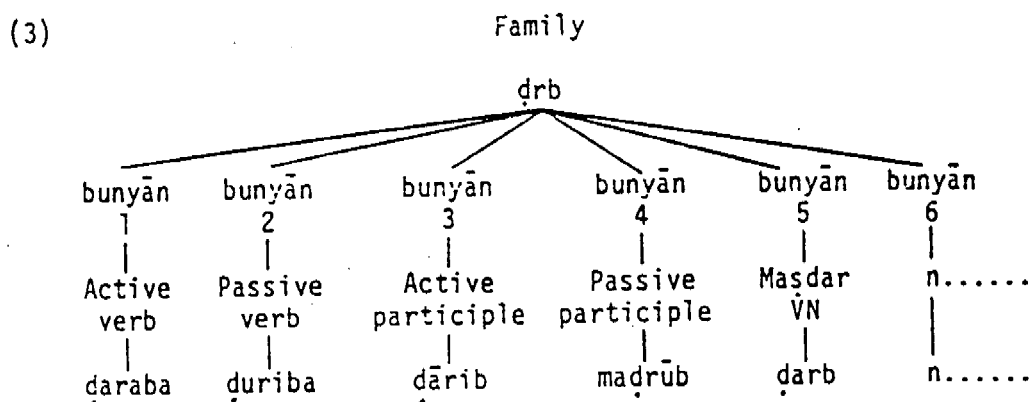 (3) Family
ḍrb
bunyān bunyān bunyān bunyān bunyān bunyān
1 2 3 4 5 6
Active Passive Active Passive Maṣdar n......
verb verb participle participle VN
ḍaraba ḍuriba ḍārib maḍrūb ḍarb n......